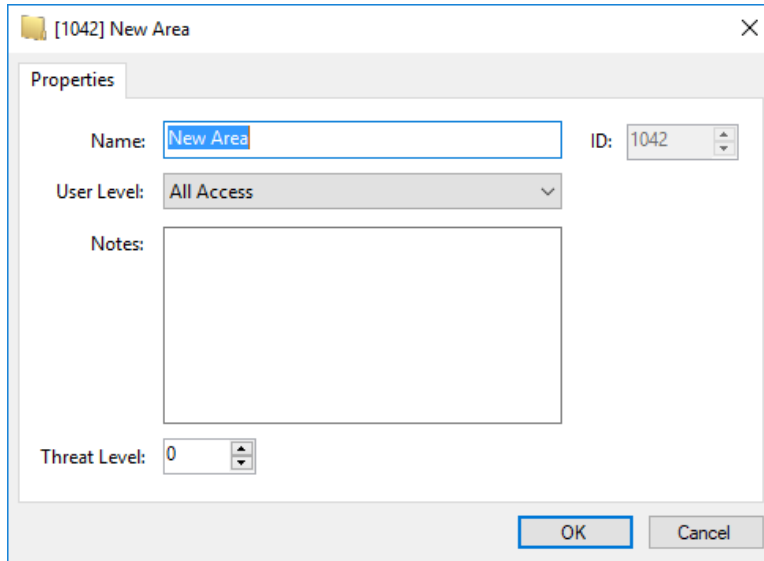 [1042] New Area
Properties
Name: New Area ID: 1042
User Level: All Access
Notes:
Threat Level: 0
OK Cancel